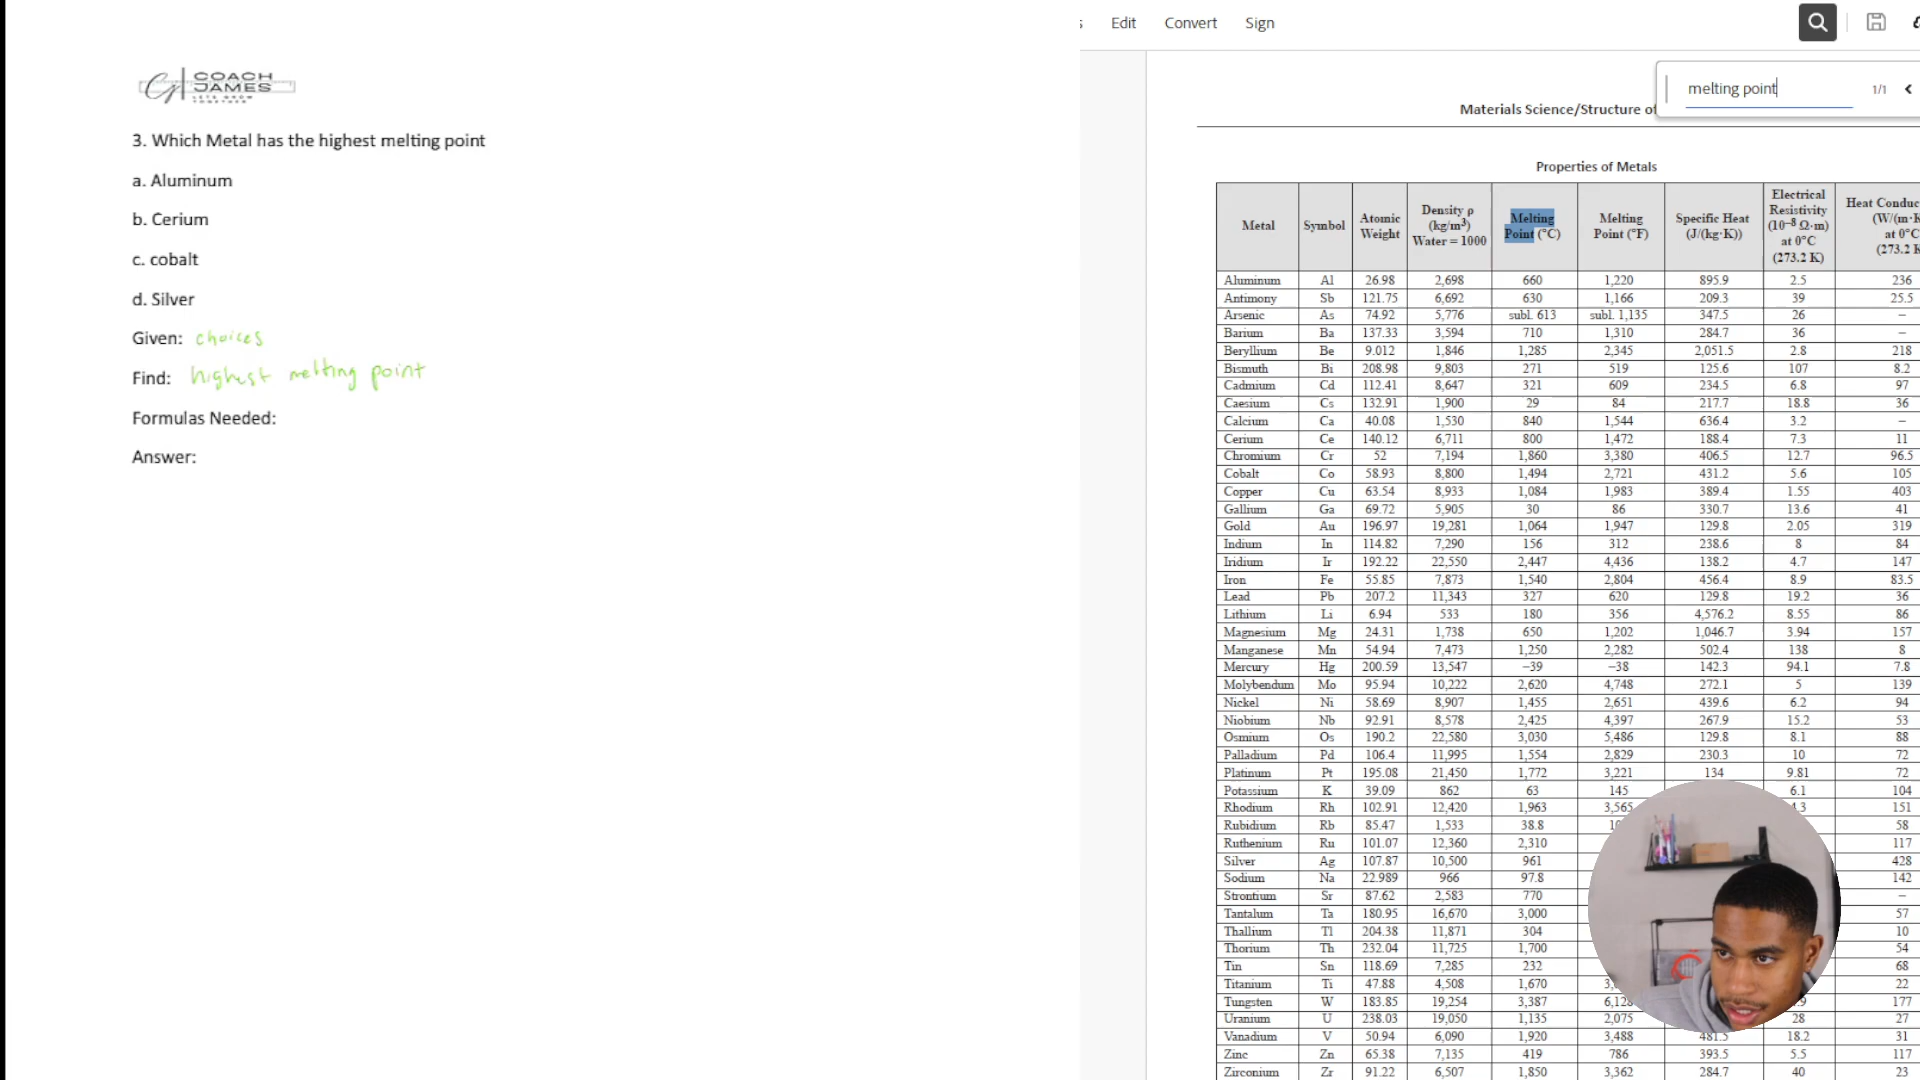 COACH
JAMES
LETS GROW
TOGETHER
3. Which Metal has the highest melting point
a. Aluminum
b. Cerium
c. cobalt
d. Silver
Given: choices
Find: highest melting point
Formulas Needed:
Answer:
Edit Convert Sign
melting point 1/1
Materials Science/Structure of
Properties of Metals
Metal Symbol Atomic Weight Density ρ (kg/m³) Water = 1000 Melting Point (°C) Melting Point (°F) Specific Heat (J/(kg·K)) Electrical Resistivity (10⁻⁸ Ω·m) at 0°C (273.2 K) Heat Conduc (W/(m·K at 0°C (273.2 K
Aluminum Al 26.98 2,698 660 1,220 895.9 2.5 236
Antimony Sb 121.75 6,692 630 1,166 209.3 39 25.5
Arsenic As 74.92 5,776 subl. 613 subl. 1,135 347.5 26 –
Barium Ba 137.33 3,594 710 1,310 284.7 36 –
Beryllium Be 9.012 1,846 1,285 2,345 2,051.5 2.8 218
Bismuth Bi 208.98 9,803 271 519 125.6 107 8.2
Cadmium Cd 112.41 8,647 321 609 234.5 6.8 97
Caesium Cs 132.91 1,900 29 84 217.7 18.8 36
Calcium Ca 40.08 1,530 840 1,544 636.4 3.2 –
Cerium Ce 140.12 6,711 800 1,472 188.4 7.3 11
Chromium Cr 52 7,194 1,860 3,380 406.5 12.7 96.5
Cobalt Co 58.93 8,800 1,494 2,721 431.2 5.6 105
Copper Cu 63.54 8,933 1,084 1,983 389.4 1.55 403
Gallium Ga 69.72 5,905 30 86 330.7 13.6 41
Gold Au 196.97 19,281 1,064 1,947 129.8 2.05 319
Indium In 114.82 7,290 156 312 238.6 8 84
Iridium Ir 192.22 22,550 2,447 4,436 138.2 4.7 147
Iron Fe 55.85 7,873 1,540 2,804 456.4 8.9 83.5
Lead Pb 207.2 11,343 327 620 129.8 19.2 36
Lithium Li 6.94 533 180 356 4,576.2 8.55 86
Magnesium Mg 24.31 1,738 650 1,202 1,046.7 3.94 157
Manganese Mn 54.94 7,473 1,250 2,282 502.4 138 8
Mercury Hg 200.59 13,547 –39 –38 142.3 94.1 7.8
Molybendum Mo 95.94 10,222 2,620 4,748 272.1 5 139
Nickel Ni 58.69 8,907 1,455 2,651 439.6 6.2 94
Niobium Nb 92.91 8,578 2,425 4,397 267.9 15.2 53
Osmium Os 190.2 22,580 3,030 5,486 129.8 8.1 88
Palladium Pd 106.4 11,995 1,554 2,829 230.3 10 72
Platinum Pt 195.08 21,450 1,772 3,221 134 9.81 72
Potassium K 39.09 862 63 145 6.1 104
Rhodium Rh 102.91 12,420 1,963 3,565 151
Rubidium Rb 85.47 1,533 38.8 58
Ruthenium Ru 101.07 12,360 2,310 117
Silver Ag 107.87 10,500 961 428
Sodium Na 22.989 966 97.8 142
Strontium Sr 87.62 2,583 770 –
Tantalum Ta 180.95 16,670 3,000 57
Thallium Tl 204.38 11,871 304 10
Thorium Th 232.04 11,725 1,700 54
Tin Sn 118.69 7,285 232 68
Titanium Ti 47.88 4,508 1,670 22
Tungsten W 183.85 19,254 3,387 6,128 177
Uranium U 238.03 19,050 1,135 2,075 28 27
Vanadium V 50.94 6,090 1,920 3,488 481.5 18.2 31
Zinc Zn 65.38 7,135 419 786 393.5 5.5 117
Zirconium Zr 91.22 6,507 1,850 3,362 284.7 40 23